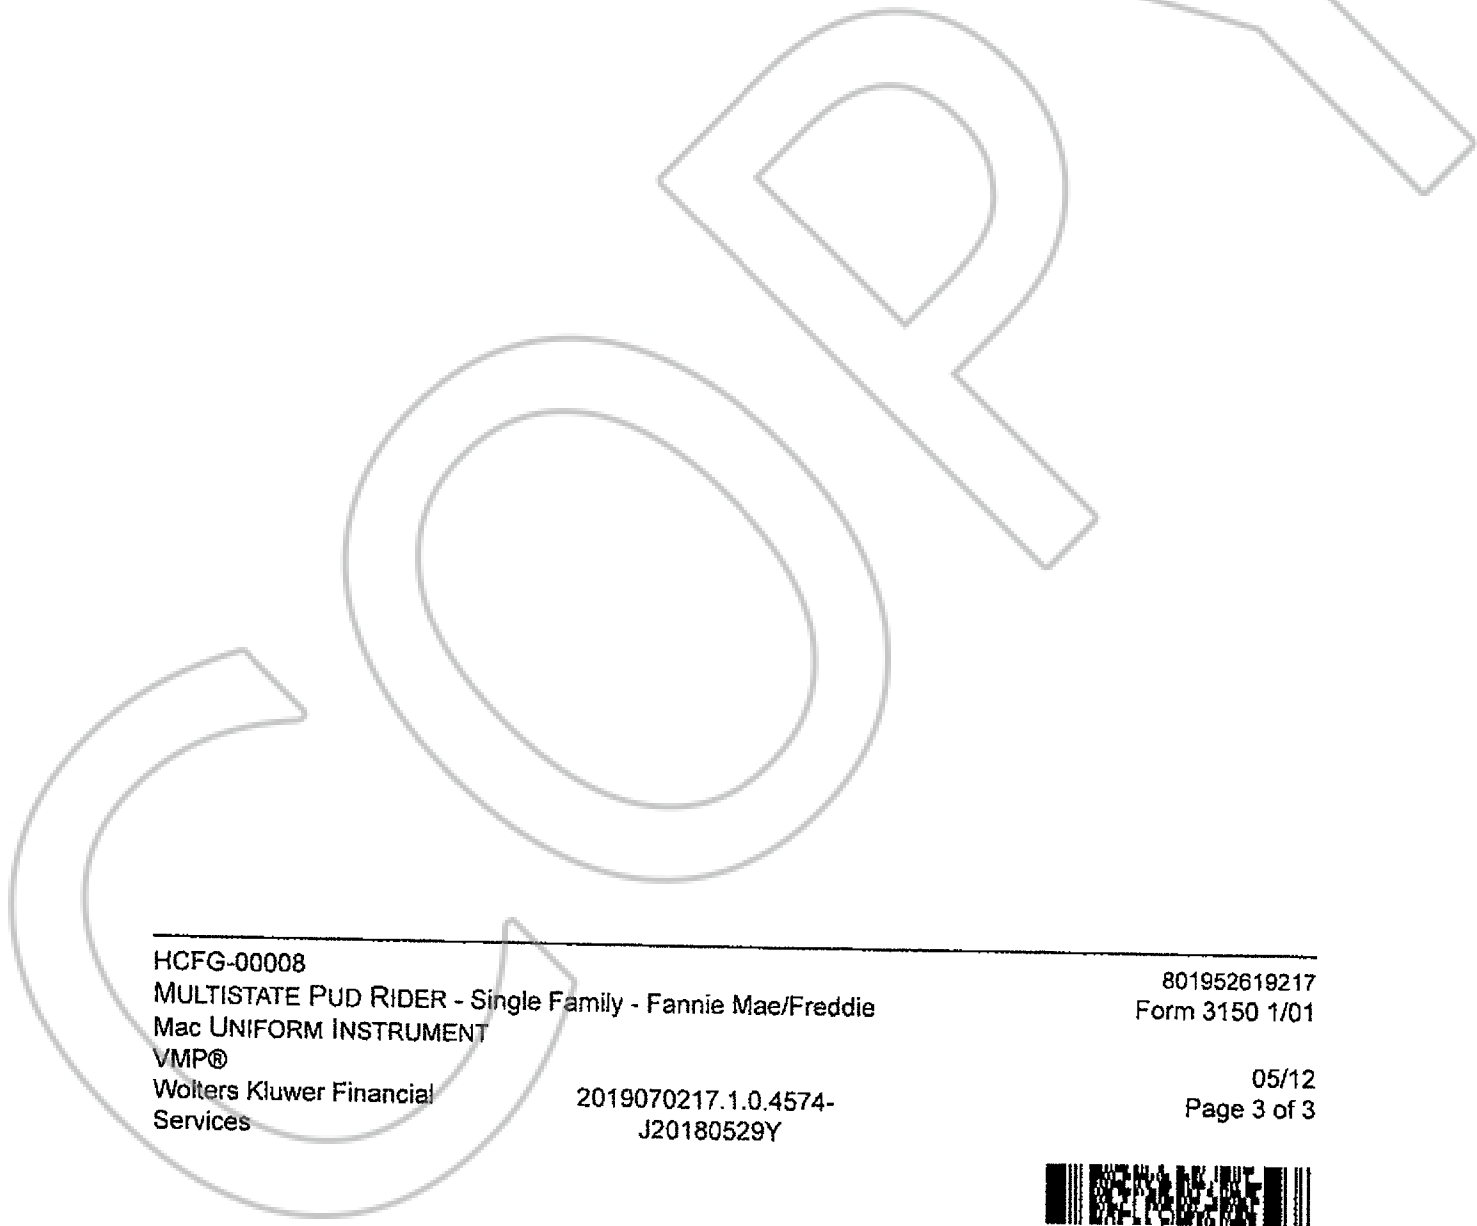 COPY
HCFG-00008
801952619217
MULTISTATE PUD RIDER - Single Family - Fannie Mae/Freddie
Form 3150 1/01
Mac UNIFORM INSTRUMENT
VMP®
05/12
Wolters Kluwer Financial
2019070217.1.0.4574-
Page 3 of 3
Services
J20180529Y